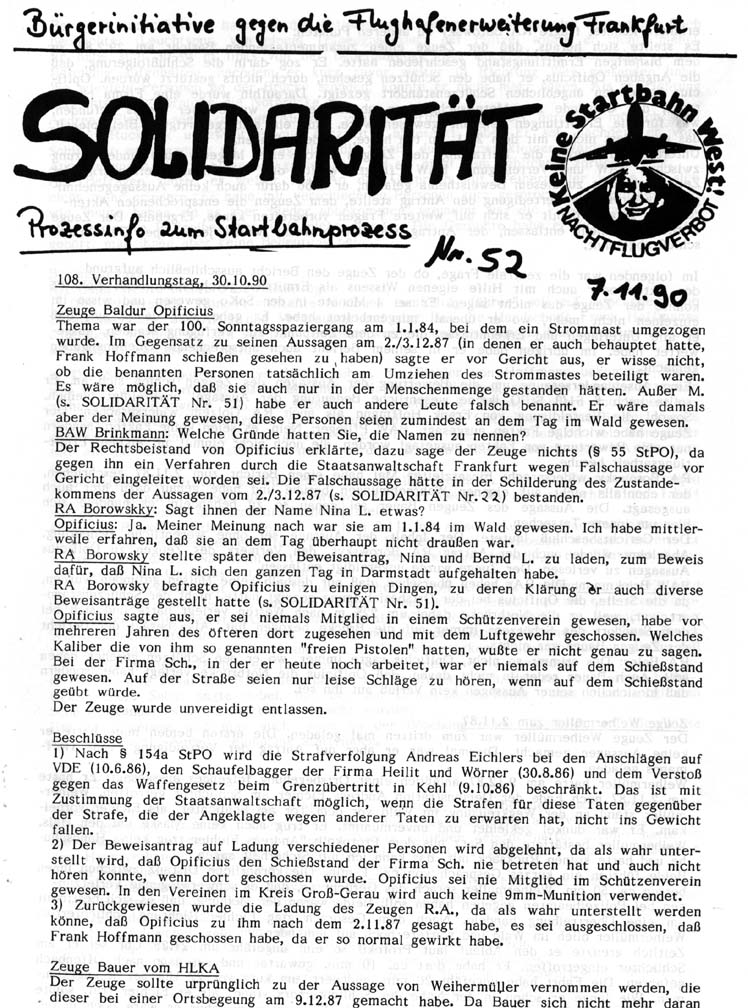 Bürgerinitiative gegen die Flughafenerweiterung Frankfurt
SOLIDARITÄT
Keine Startbahn West!
NACHTFLUGVERBOT
Prozessinfo zum Startbahnprozess
Nr. 52
7.11.90
108. Verhandlungstag, 30.10.90
Zeuge Baldur Opificius
Thema war der 100. Sonntagsspaziergang am 1.1.84, bei dem ein Strommast umgezogen
wurde. Im Gegensatz zu seinen Aussagen am 2./3.12.87 (in denen er auch behauptet hatte,
Frank Hoffmann schießen gesehen zu haben) sagte er vor Gericht aus, er wisse nicht,
ob die benannten Personen tatsächlich am Umziehen des Strommastes beteiligt waren.
Es wäre möglich, daß sie auch nur in der Menschenmenge gestanden hätten. Außer M.
(s. SOLIDARITÄT Nr. 51) habe er auch andere Leute falsch benannt. Er wäre damals
aber der Meinung gewesen, diese Personen seien zumindest an dem Tag im Wald gewesen.
BAW Brinkmann: Welche Gründe hatten Sie, die Namen zu nennen?
Der Rechtsbeistand von Opificius erklärte, dazu sage der Zeuge nichts (§ 55 StPO), da
gegen ihn ein Verfahren durch die Staatsanwaltschaft Frankfurt wegen Falschaussage vor
Gericht eingeleitet worden sei. Die Falschaussage hätte in der Schilderung des Zustande-
kommens der Aussagen vom 2./3.12.87 (s. SOLIDARITÄT Nr. 22) bestanden.
RA Borowskky: Sagt ihnen der Name Nina L. etwas?
Opificius: Ja. Meiner Meinung nach war sie am 1.1.84 im Wald gewesen. Ich habe mittler-
weile erfahren, daß sie an dem Tag überhaupt nicht draußen war.
RA Borowsky stellte später den Beweisantrag, Nina und Bernd L. zu laden, zum Beweis
dafür, daß Nina L. sich den ganzen Tag in Darmstadt aufgehalten habe.
RA Borowsky befragte Opificius zu einigen Dingen, zu deren Klärung er auch diverse
Beweisanträge gestellt hatte (s. SOLIDARITÄT Nr. 51).
Opificius sagte aus, er sei niemals Mitglied in einem Schützenverein gewesen, habe vor
mehreren Jahren des öfteren dort zugesehen und mit dem Luftgewehr geschossen. Welches
Kaliber die von ihm so genannten "freien Pistolen" hatten, wußte er nicht genau zu sagen.
Bei der Firma Sch., in der er heute noch arbeitet, war er niemals auf dem Schießstand
gewesen. Auf der Straße seien nur leise Schläge zu hören, wenn auf dem Schießstand
geübt würde.
Der Zeuge wurde unvereidigt entlassen.
Beschlüsse
1) Nach § 154a StPO wird die Strafverfolgung Andreas Eichlers bei den Anschlägen auf
VDE (10.6.86), den Schaufelbagger der Firma Heilit und Wörner (30.8.86) und dem Verstoß
gegen das Waffengesetz beim Grenzübertritt in Kehl (9.10.86) beschränkt. Das ist mit
Zustimmung der Staatsanwaltschaft möglich, wenn die Strafen für diese Taten gegenüber
der Strafe, die der Angeklagte wegen anderer Taten zu erwarten hat, nicht ins Gewicht
fallen.
2) Der Beweisantrag auf Ladung verschiedener Personen wird abgelehnt, da als wahr unter-
stellt wird, daß Opificius den Schießstand der Firma Sch. nie betreten hat und auch nicht
hören konnte, wenn dort geschossen wurde. Opificius sei nie Mitglied im Schützenverein
gewesen. In den Vereinen im Kreis Groß-Gerau wird auch keine 9mm-Munition verwendet.
3) Zurückgewiesen wurde die Ladung des Zeugen R.A., da als wahr unterstellt werden
könne, daß Opificius zu ihm nach dem 2.11.87 gesagt habe, es sei ausgeschlossen, daß
Frank Hoffmann geschossen habe, da er so normal gewirkt habe.
Zeuge Bauer vom HLKA
Der Zeuge sollte urprünglich zu der Aussage von Weihermüller vernommen werden, die
dieser bei einer Ortsbegeung am 9.12.87 gemacht habe. Da Bauer sich nicht mehr daran